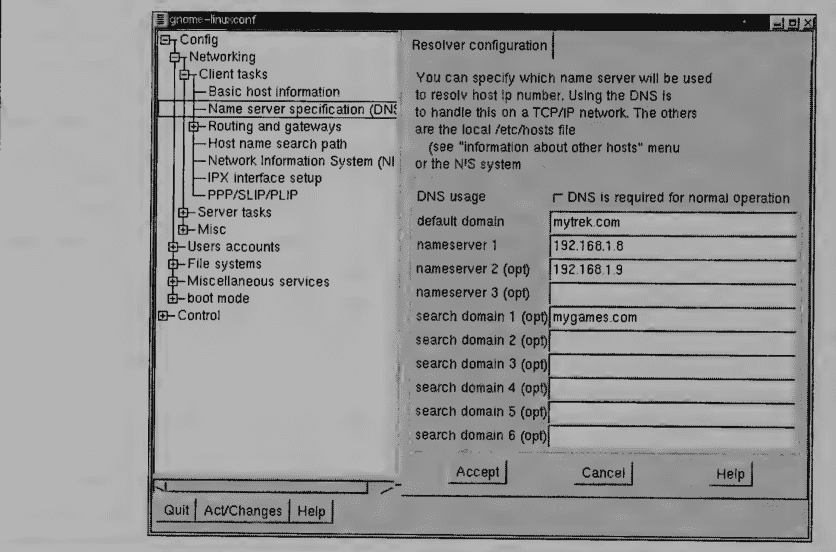 gnome-linuxconf
Config
Networking
Client tasks
Basic host information
Name server specification (DNS
Routing and gateways
Host name search path
Network Information System (NI
IPX interface setup
PPP/SLIP/PLIP
Server tasks
Misc
Users accounts
File systems
Miscellaneous services
boot mode
Control
Quit
Act/Changes
Help
Resolver configuration
You can specify which name server will be used
to resolv host ip number. Using the DNS is
to handle this on a TCP/IP network. The others
are the local /etc/hosts file
(see "information about other hosts" menu
or the NIS system
DNS usage DNS is required for normal operation
default domain mytrek.com
nameserver 1 192.168.1.8
nameserver 2 (opt) 192.168.1.9
nameserver 3 (opt)
search domain 1 (opt) mygames.com
search domain 2 (opt)
search domain 3 (opt)
search domain 4 (opt)
search domain 5 (opt)
search domain 6 (opt)
Accept Cancel Help